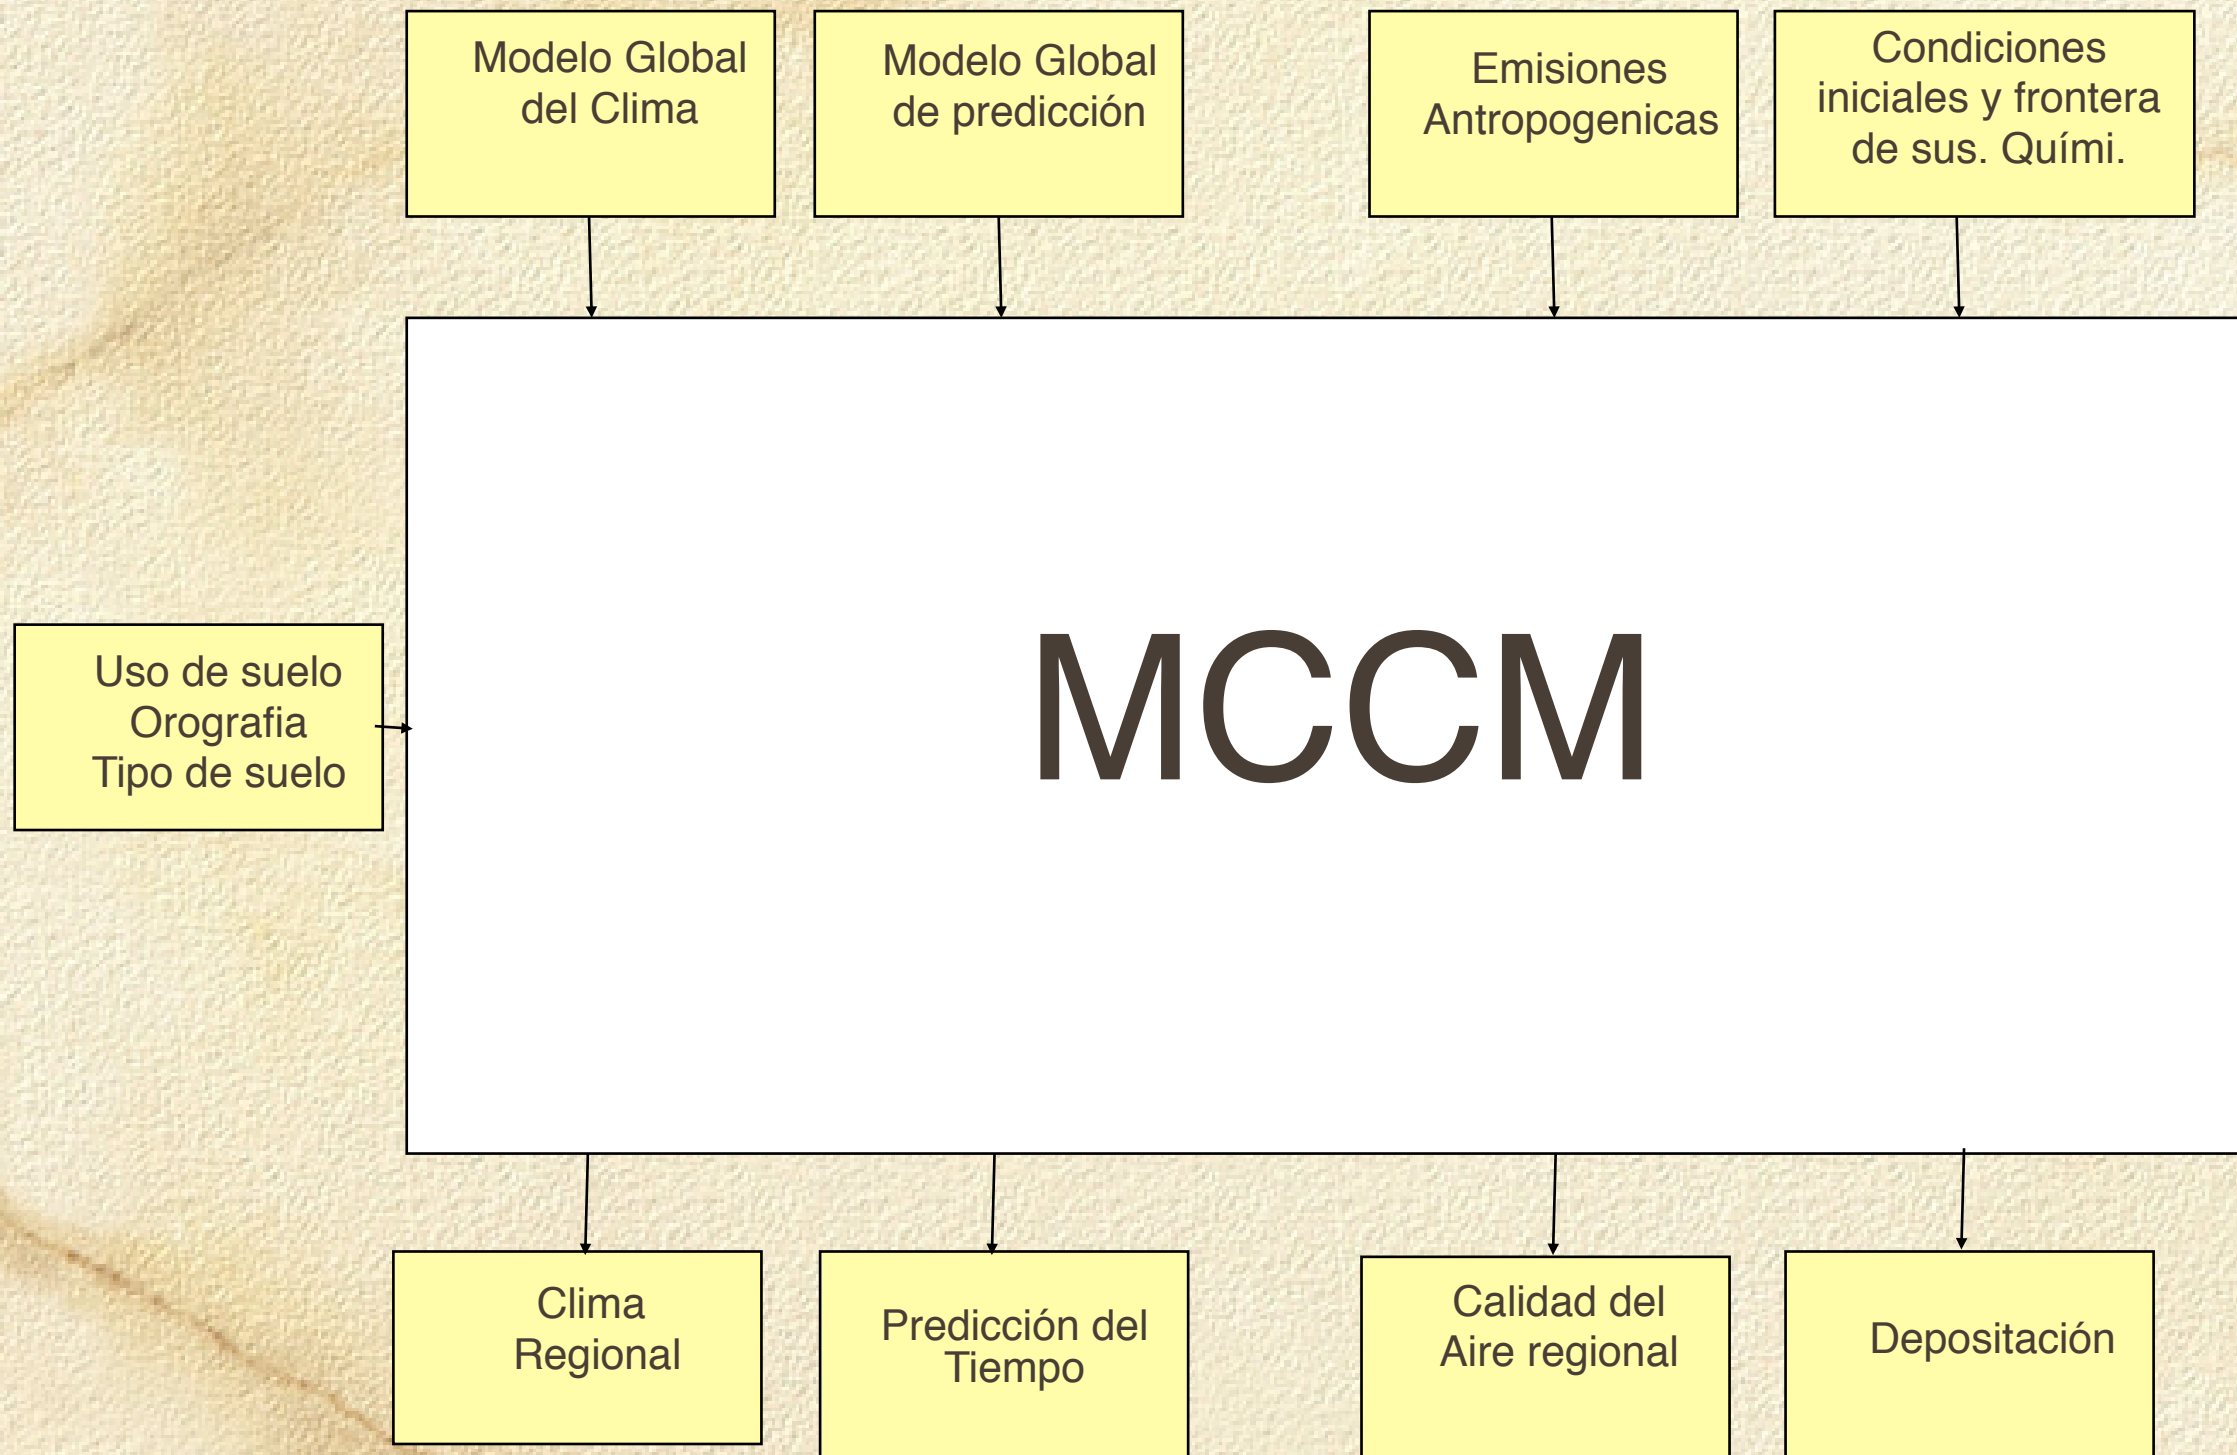 Modelo Global
del Clima
Modelo Global
de predicción
Emisiones
Antropogenicas
Condiciones
iniciales y frontera
de sus. Quími.
Uso de suelo
Orografia
Tipo de suelo
MCCM
Clima
Regional
Predicción del
Tiempo
Calidad del
Aire regional
Depositación